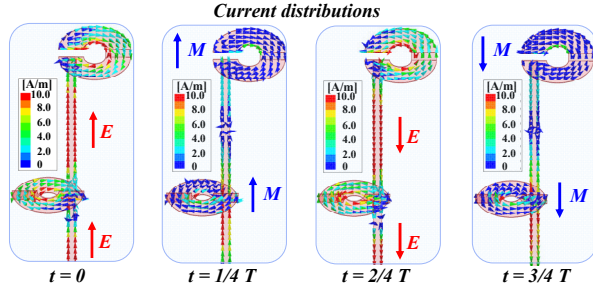 Current distributions
M
M
[A/m]
10.0
8.0
6.0
4.0
2.0
0
E
[A/m]
10.0
8.0
6.0
4.0
2.0
0
[A/m]
10.0
8.0
6.0
4.0
2.0
0
E
[A/m]
10.0
8.0
6.0
4.0
2.0
0
E
M
E
M
t = 0
t = 1/4 T
t = 2/4 T
t = 3/4 T